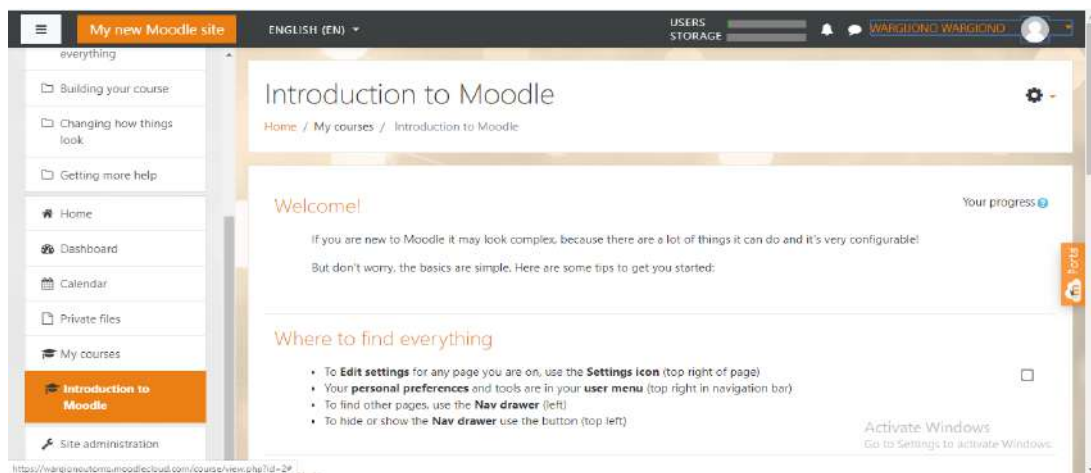 My new Moodle site
ENGLISH (EN)
USERS
STORAGE
WARGIJONO WARGIONO
everything
Building your course
Changing how things
look
Getting more help
Home
Dashboard
Calendar
Private files
My courses
Introduction to
Moodle
Site administration
Introduction to Moodle
Home / My courses / Introduction to Moodle
Welcome!
Your progress
If you are new to Moodle it may look complex, because there are a lot of things it can do and it's very configurable!
But don't worry, the basics are simple. Here are some tips to get you started:
Where to find everything
• To Edit settings for any page you are on, use the Settings icon (top right of page)
• Your personal preferences and tools are in your user menu (top right in navigation bar)
• To find other pages, use the Nav drawer (left)
• To hide or show the Nav drawer use the button (top left)
Portal
Activate Windows
Go to Settings to activate Windows.